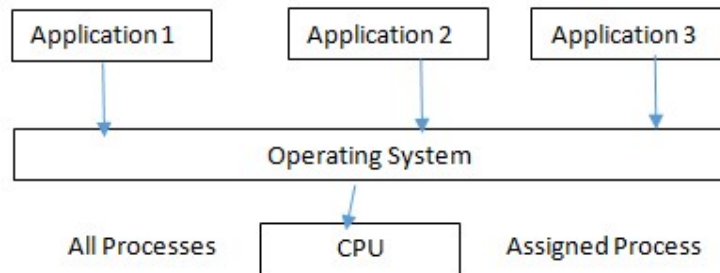 Application 1
Application 2
Application 3
Operating System
All Processes
CPU
Assigned Process